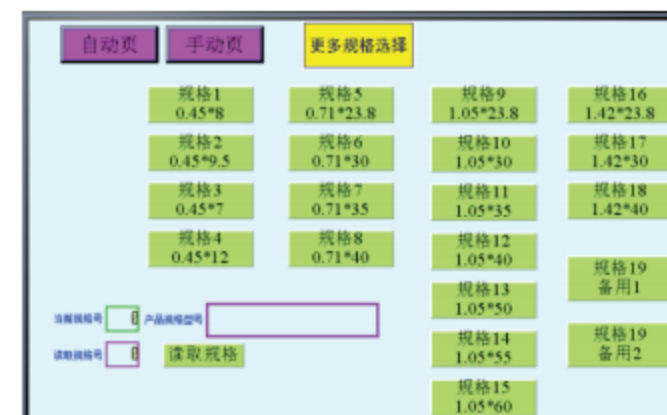 自动页 手动页 更多规格选择
规格1 规格5 规格9 规格16
0.45*8 0.71*23.8 1.05*23.8 1.42*23.8
规格2 规格6 规格10 规格17
0.45*9.5 0.71*30 1.05*30 1.42*30
规格3 规格7 规格11 规格18
0.45*7 0.71*35 1.05*35 1.42*40
规格4 规格8 规格12
0.45*12 0.71*40 1.05*40
规格19
备用1
规格13
1.05*50
当前规格号 0 产品规格型号
规格14 规格19
1.05*55 备用2
读取规格号 0 读取规格
规格15
1.05*60